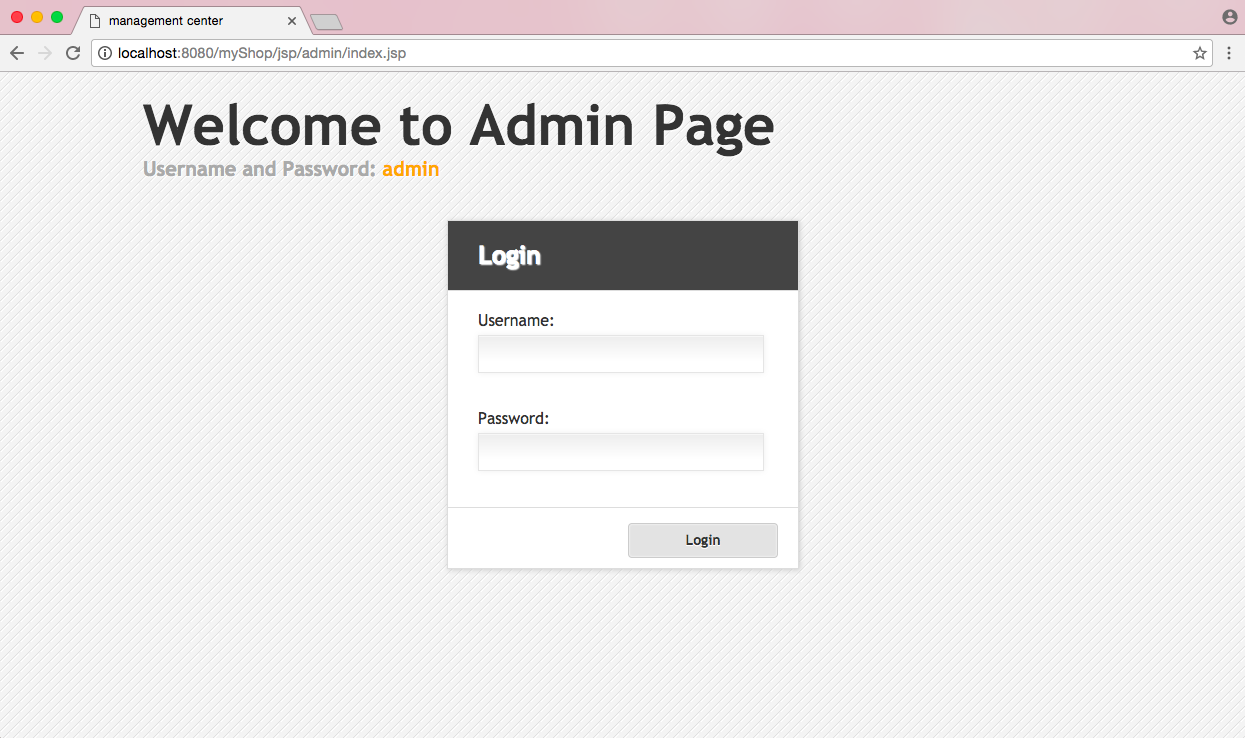 management center
localhost:8080/myShop/jsp/admin/index.jsp
Welcome to Admin Page
Username and Password: admin
Login
Username:
Password:
Login